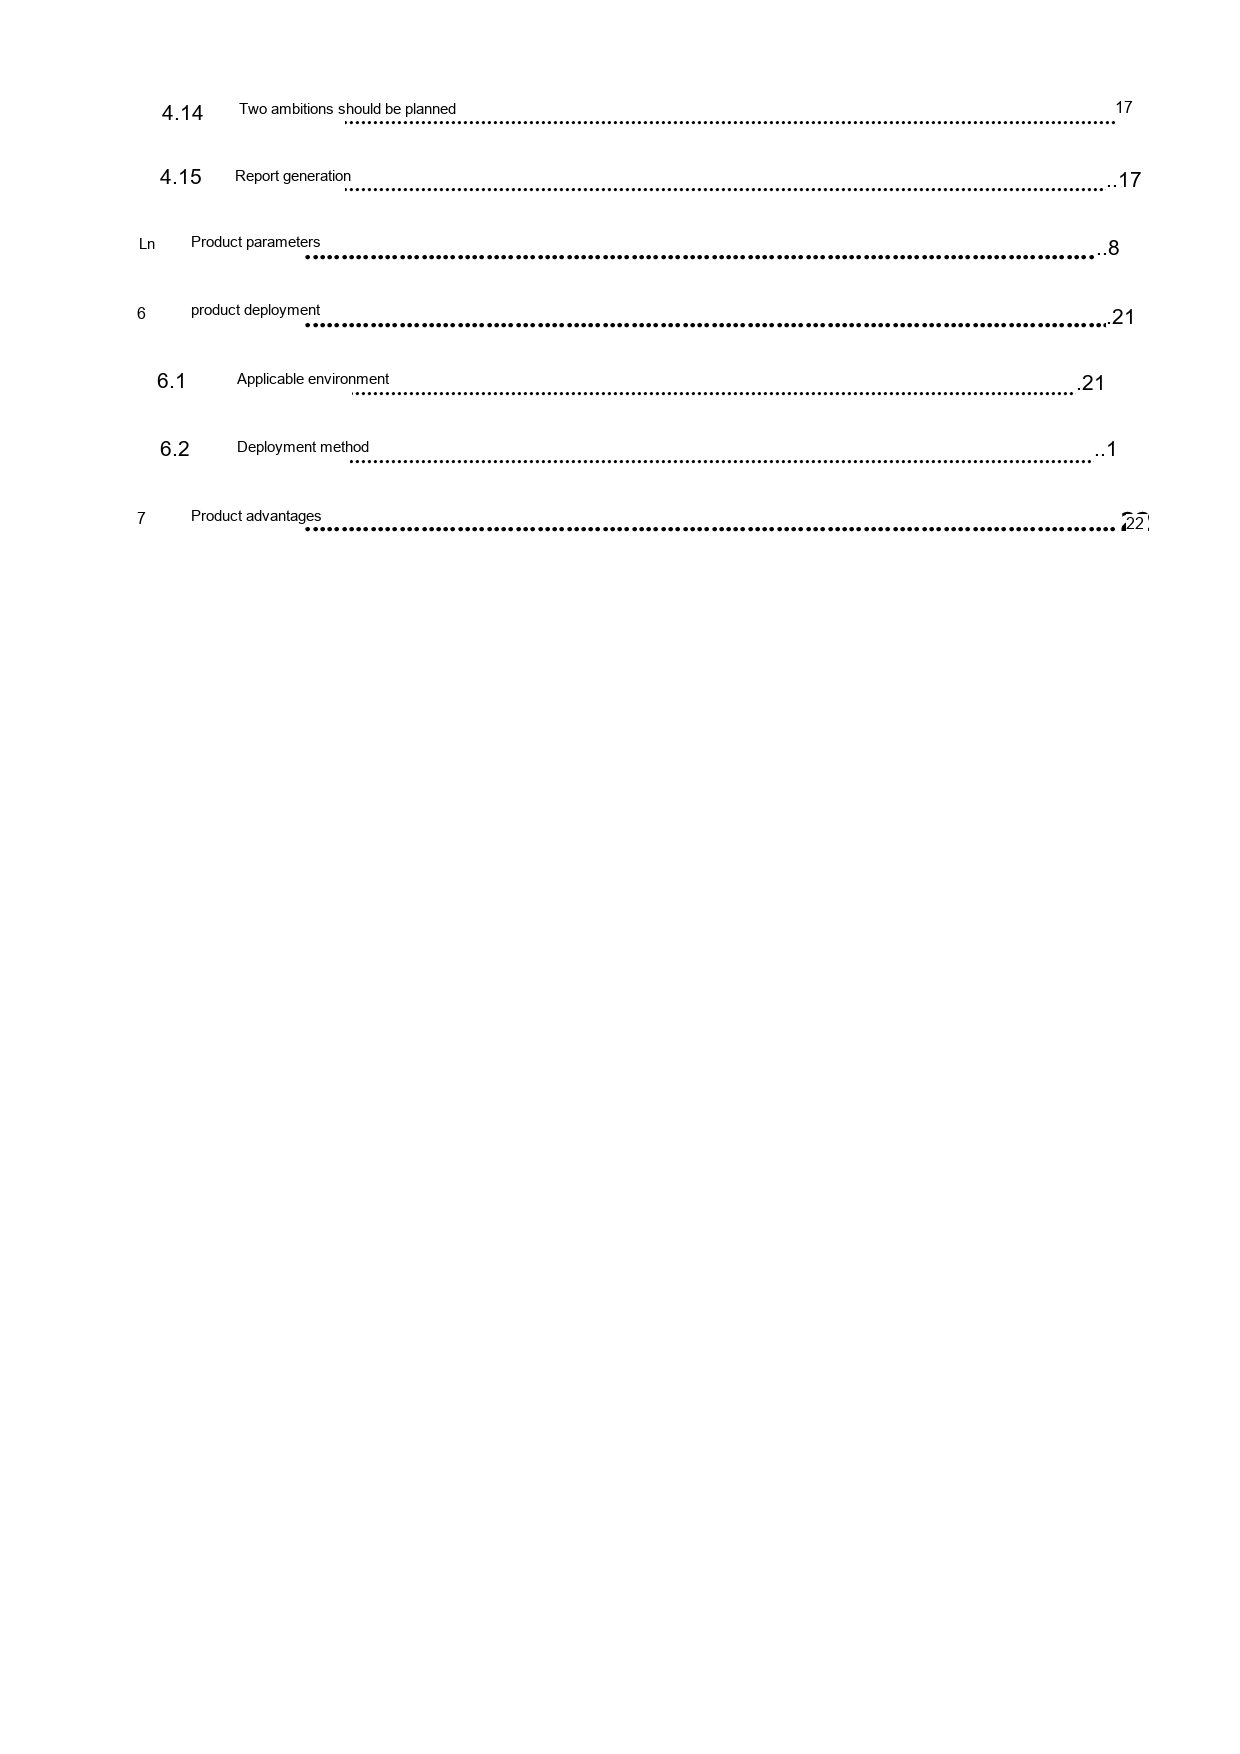 4.14 Two ambitions should be planned ........ 17
4.15 Report generation ..........17
Ln Product parameters ..........8
6 product deployment .........21
6.1 Applicable environment .........21
6.2 Deployment method ..........1
7 Product advantages ........ 22